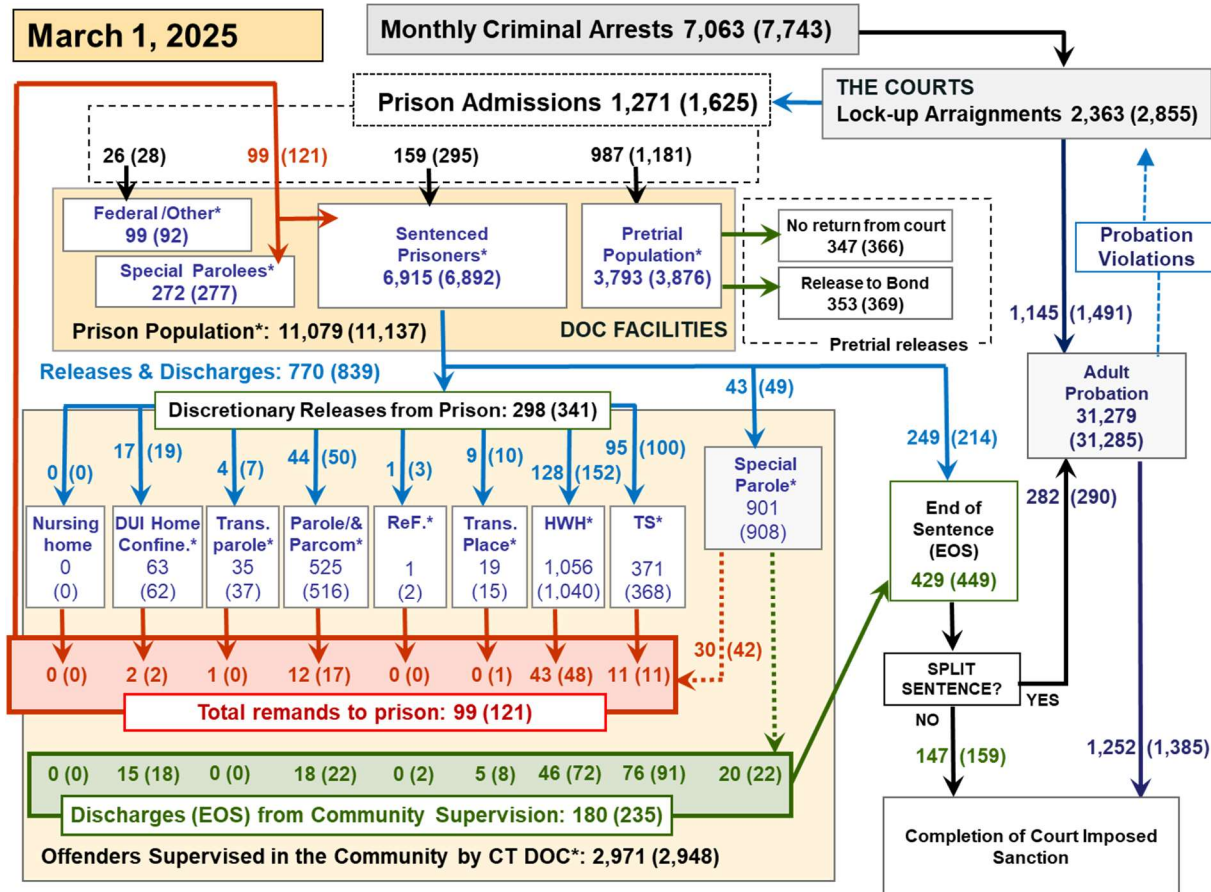 March 1, 2025
Monthly Criminal Arrests 7,063 (7,743)
THE COURTS
Lock-up Arraignments 2,363 (2,855)
Prison Admissions 1,271 (1,625)
26 (28)
99 (121)
159 (295)
987 (1,181)
Federal /Other*
99 (92)
Special Parolees*
272 (277)
Sentenced
Prisoners*
6,915 (6,892)
Pretrial
Population*
3,793 (3,876)
No return from court
347 (366)
Release to Bond
353 (369)
Pretrial releases
Probation
Violations
Prison Population*: 11,079 (11,137)
DOC FACILITIES
1,145 (1,491)
Releases & Discharges: 770 (839)
43 (49)
Adult
Probation
31,279
(31,285)
Discretionary Releases from Prison: 298 (341)
0 (0)
17 (19)
4 (7)
44 (50)
1 (3)
9 (10)
128 (152)
95 (100)
249 (214)
282 (290)
Nursing
home
0
(0)
DUI Home
Confine.*
63
(62)
Trans.
parole*
35
(37)
Parole/&
Parcom*
525
(516)
ReF.*
1
(2)
Trans.
Place*
19
(15)
HWH*
1,056
(1,040)
TS*
371
(368)
Special
Parole*
901
(908)
End of
Sentence
(EOS)
429 (449)
30 (42)
0 (0)
2 (2)
1 (0)
12 (17)
0 (0)
0 (1)
43 (48)
11 (11)
Total remands to prison: 99 (121)
SPLIT
SENTENCE?
YES
NO
147 (159)
1,252 (1,385)
0 (0)
15 (18)
0 (0)
18 (22)
0 (2)
5 (8)
46 (72)
76 (91)
20 (22)
Discharges (EOS) from Community Supervision: 180 (235)
Offenders Supervised in the Community by CT DOC*: 2,971 (2,948)
Completion of Court Imposed
Sanction